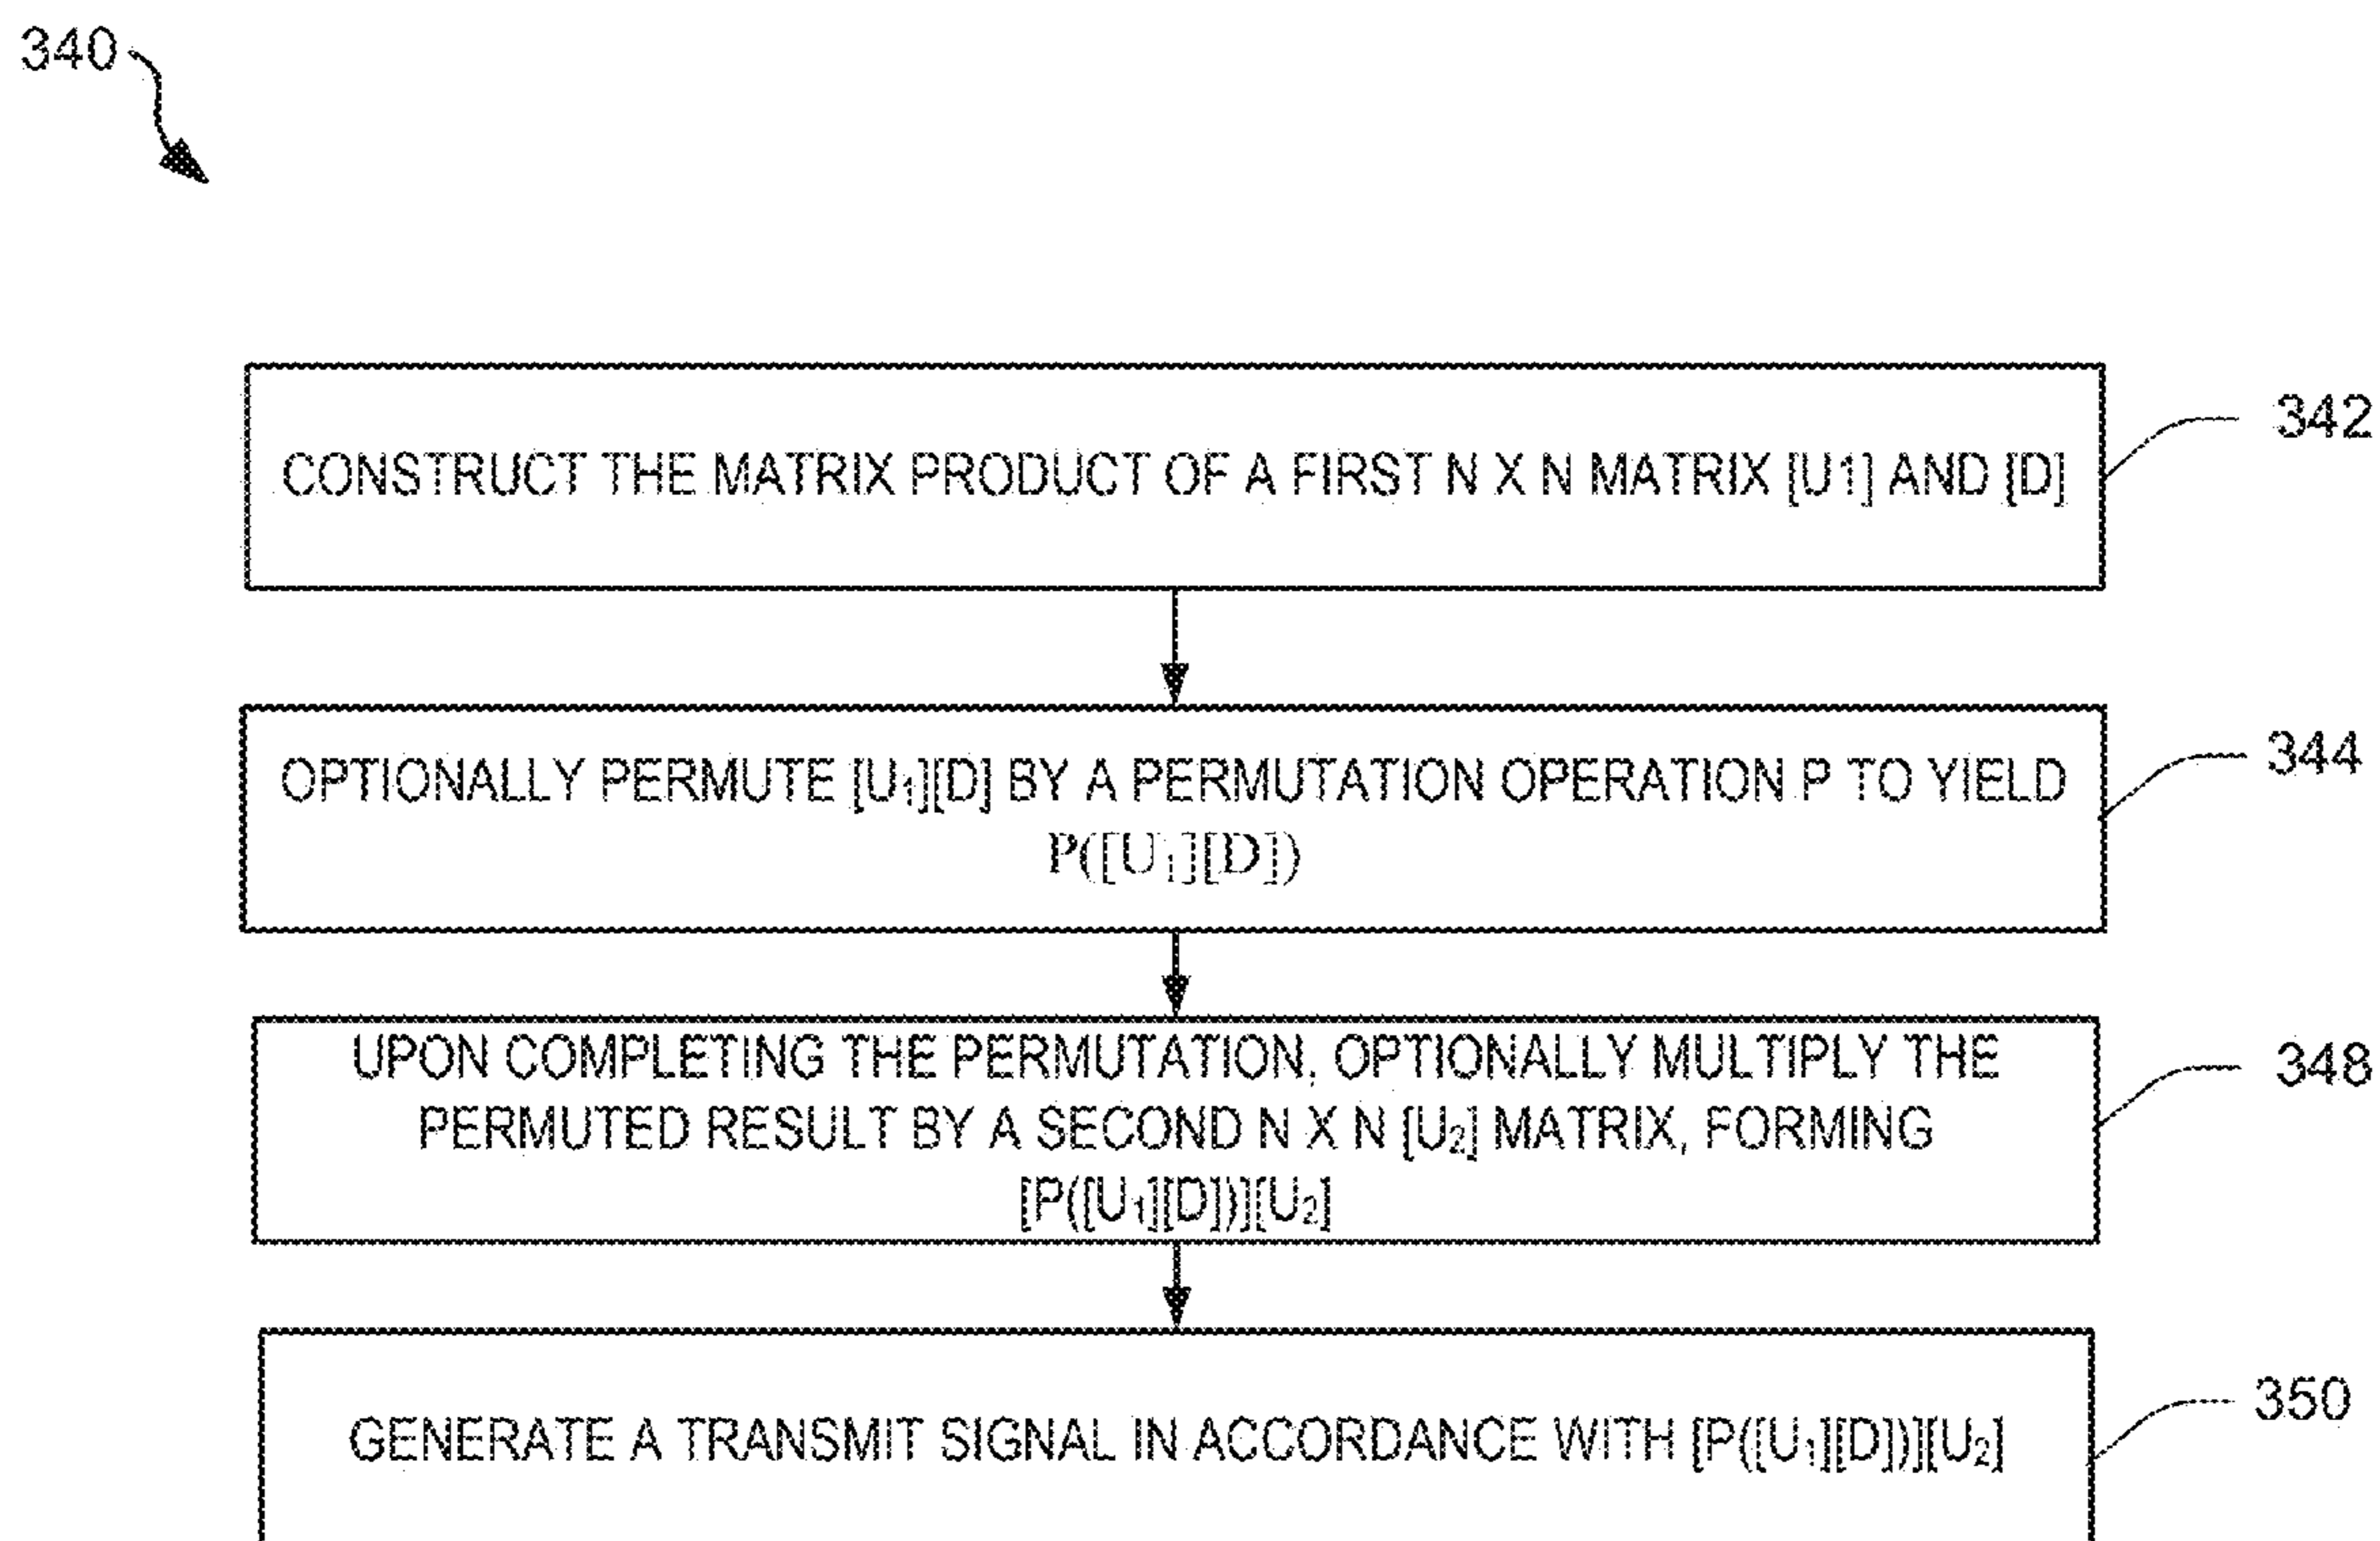 340
CONSTRUCT THE MATRIX PRODUCT OF A FIRST N X N MATRIX [U1] AND [D]
342
OPTIONALLY PERMUTE [U₁][D] BY A PERMUTATION OPERATION P TO YIELD
P([U₁][D])
344
UPON COMPLETING THE PERMUTATION, OPTIONALLY MULTIPLY THE
PERMUTED RESULT BY A SECOND N X N [U₂] MATRIX, FORMING
[P([U₁][D])][U₂]
348
GENERATE A TRANSMIT SIGNAL IN ACCORDANCE WITH [P([U₁][D])][U₂]
350